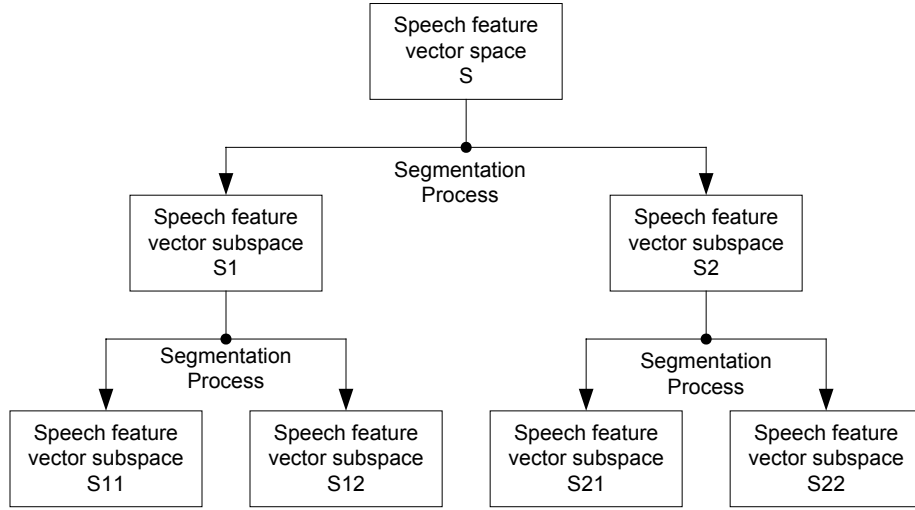 Speech feature
vector space
S
Segmentation
Process
Speech feature
vector subspace
S1
Speech feature
vector subspace
S2
Segmentation
Process
Segmentation
Process
Speech feature
vector subspace
S11
Speech feature
vector subspace
S12
Speech feature
vector subspace
S21
Speech feature
vector subspace
S22